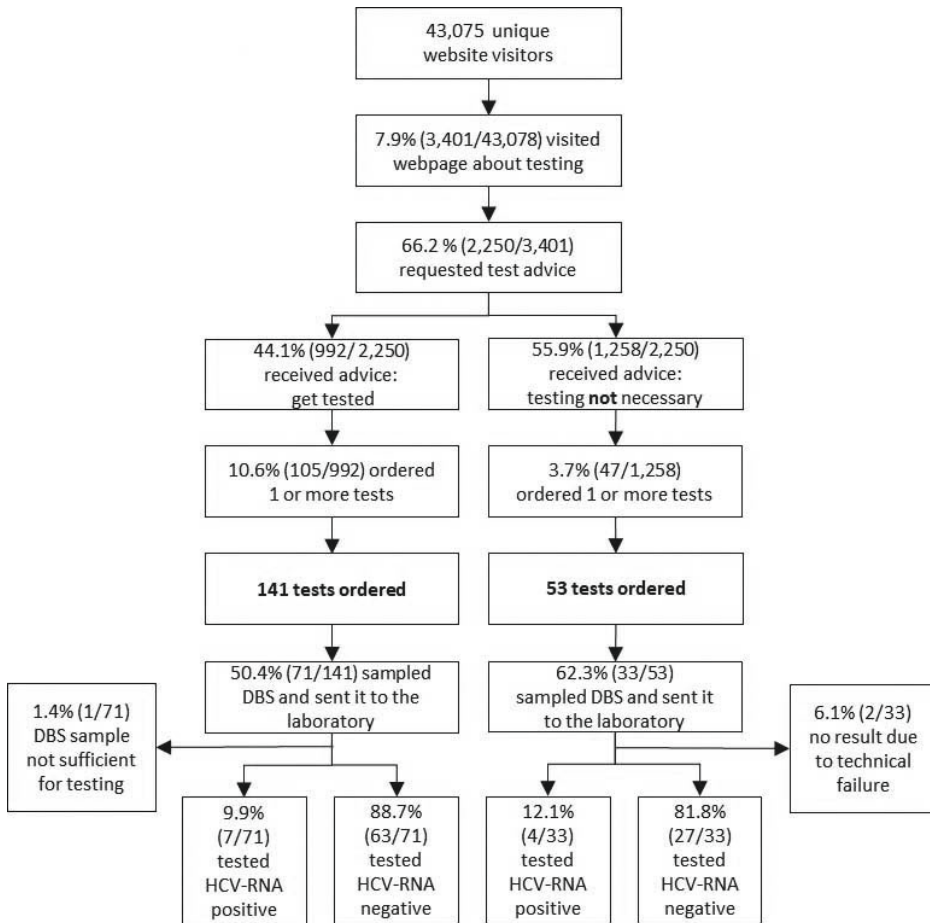 43,075 unique
website visitors
7.9% (3,401/43,078) visited
webpage about testing
66.2 % (2,250/3,401)
requested test advice
44.1% (992/ 2,250)
received advice:
get tested
55.9% (1,258/2,250)
received advice:
testing not necessary
10.6% (105/992) ordered
1 or more tests
3.7% (47/1,258)
ordered 1 or more tests
141 tests ordered
53 tests ordered
50.4% (71/141) sampled
DBS and sent it to the
laboratory
62.3% (33/53)
sampled DBS and sent it
to the laboratory
1.4% (1/71)
DBS sample
not sufficient
for testing
6.1% (2/33)
no result due
to technical
failure
9.9%
(7/71)
tested
HCV-RNA
positive
88.7%
(63/71)
tested
HCV-RNA
negative
12.1%
(4/33)
tested
HCV-RNA
positive
81.8%
(27/33)
tested
HCV-RNA
negative